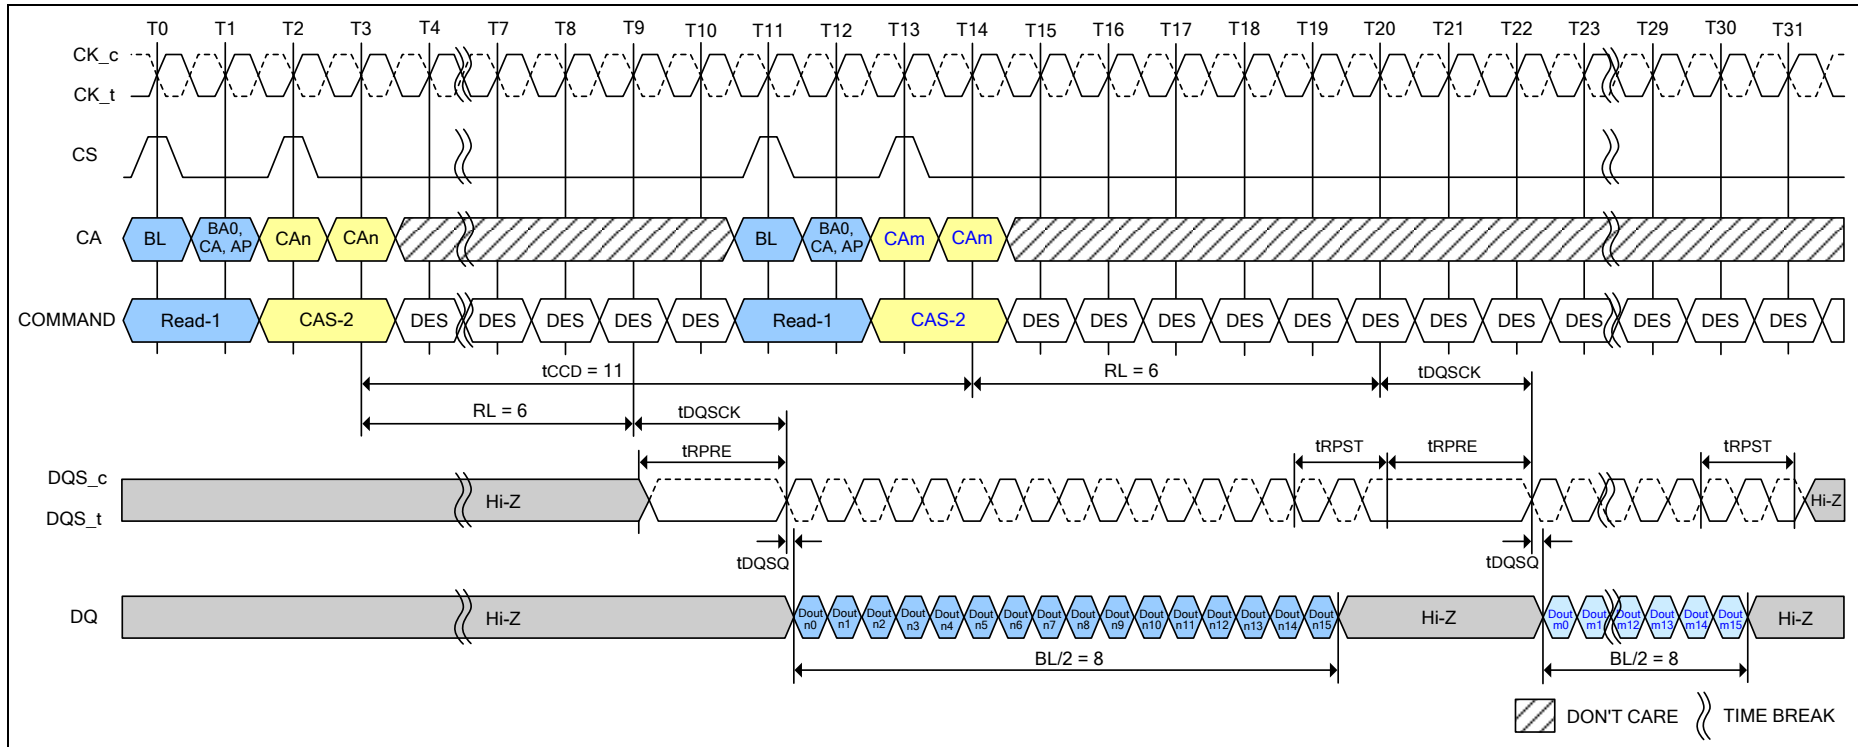 T0 T1 T2 T3 T4 T7 T8 T9 T10 T11 T12 T13 T14 T15 T16 T17 T18 T19 T20 T21 T22 T23 T29 T30 T31
CK_c
CK_t
CS
CA BL BA0, CA, AP CAn CAn BL BA0, CA, AP CAm CAm
COMMAND Read-1 CAS-2 DES DES DES DES DES Read-1 CAS-2 DES DES DES DES DES DES DES DES DES DES DES DES
tCCD = 11 RL = 6 tDQSCK
RL = 6 tDQSCK
tRPRE tRPST tRPRE tRPST
DQS_c
Hi-Z Hi-Z
DQS_t
tDQSQ tDQSQ
DQ Hi-Z Dout n0 Dout n1 Dout n2 Dout n3 Dout n4 Dout n5 Dout n6 Dout n7 Dout n8 Dout n9 Dout n10 Dout n11 Dout n12 Dout n13 Dout n14 Dout n15 Hi-Z Dout m0 Dout m1 Dout m12 Dout m13 Dout m14 Dout m15 Hi-Z
BL/2 = 8 BL/2 = 8
DON'T CARE TIME BREAK